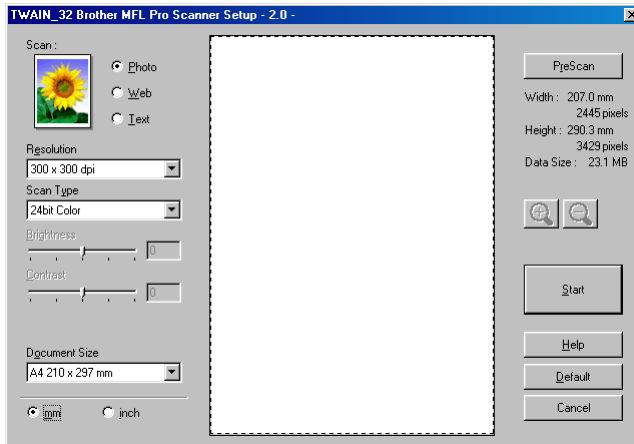 TWAIN_32 Brother MFL Pro Scanner Setup - 2.0 -
Scan :
Photo
Web
Text
Resolution
300 x 300 dpi
Scan Type
24bit Color
Brightness
0
Contrast
0
Document Size
A4 210 x 297 mm
mm
inch
PreScan
Width : 207.0 mm
2445 pixels
Height : 290.3 mm
3429 pixels
Data Size : 23.1 MB
Start
Help
Default
Cancel